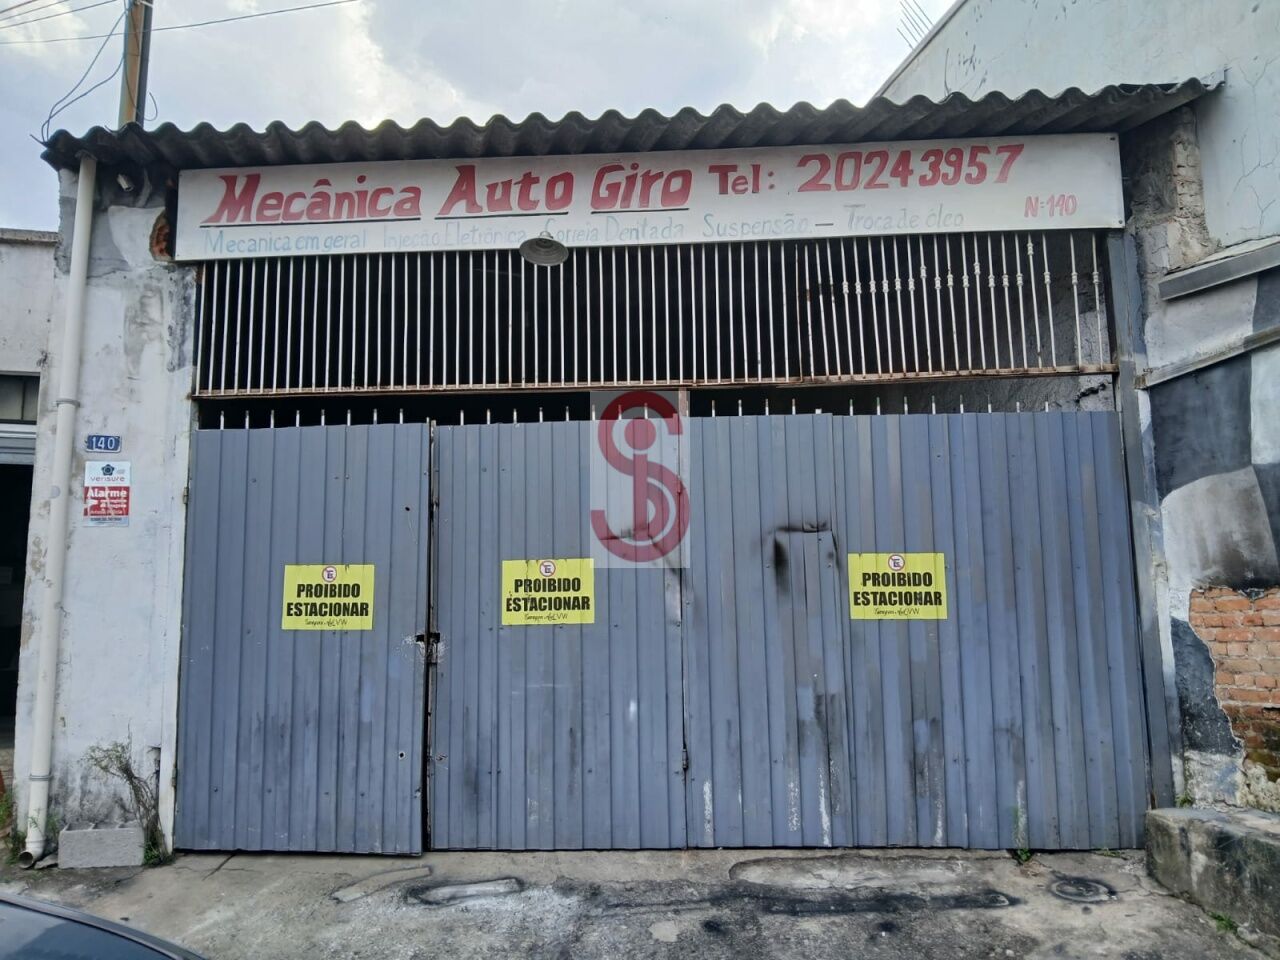 Mecânica Auto Giro Tel: 20243957
Mecanica em geral Injeção Eletrônica Correia Dentada Suspensão - Troca de óleo
N:140
140
verisure
Alarme
E
PROIBIDO
ESTACIONAR
E
PROIBIDO
ESTACIONAR
E
PROIBIDO
ESTACIONAR